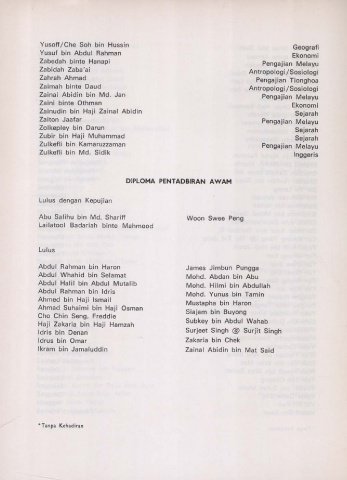 Yusoff/Che Soh bin Hussin Geografi
Yusuf bin Abdul Rahman Ekonomi
Zabedah binte Hanapi Pengajian Melayu
Zabidah Zaba'ai Antropologi/Sosiologi
Zahrah Ahmad Pengajian Tionghoa
Zaimah binte Daud Antropologi/Sosiologi
Zainal Abidin bin Md. Jan Pengajian Melayu
Zaini binte Othman Ekonomi
Zainudin bin Haji Zainal Abidin Sejarah
Zaiton Jaafar Pengajian Melayu
Zolkepley bin Darun Sejarah
Zubir bin Haji Muhammad Sejarah
Zulkefli bin Kamaruzzaman Pengajian Melayu
Zulkefli bin Md. Sidik Inggeris
DIPLOMA PENTADBIRAN AWAM
Lulus dengan Kepujian
Abu Salihu bin Md. Shariff Woon Swee Peng
Lailatool Badariah binte Mahmood
Lulus
Abdul Rahman bin Haron James Jimbun Pungga
Abdul Whahid bin Selamat Mohd. Abdan bin Abu
Abdul Halil bin Abdul Mutalib Mohd. Hilmi bin Abdullah
Abdul Rahman bin Idris Mohd. Yunus bin Tamin
Ahmed bin Haji Ismail Mustapha bin Haron
Ahmad Suhaimi bin Haji Osman Siajam bin Buyong
Cho Chin Seng, Freddie Subkey bin Abdul Wahab
Haji Zakaria bin Haji Hamzah Surjeet Singh @ Surjit Singh
Idris bin Denan Zakaria bin Chek
Idrus bin Omar Zainal Abidin bin Mat Said
Ikram bin Jamaluddin
*Tanpa Kehadiran